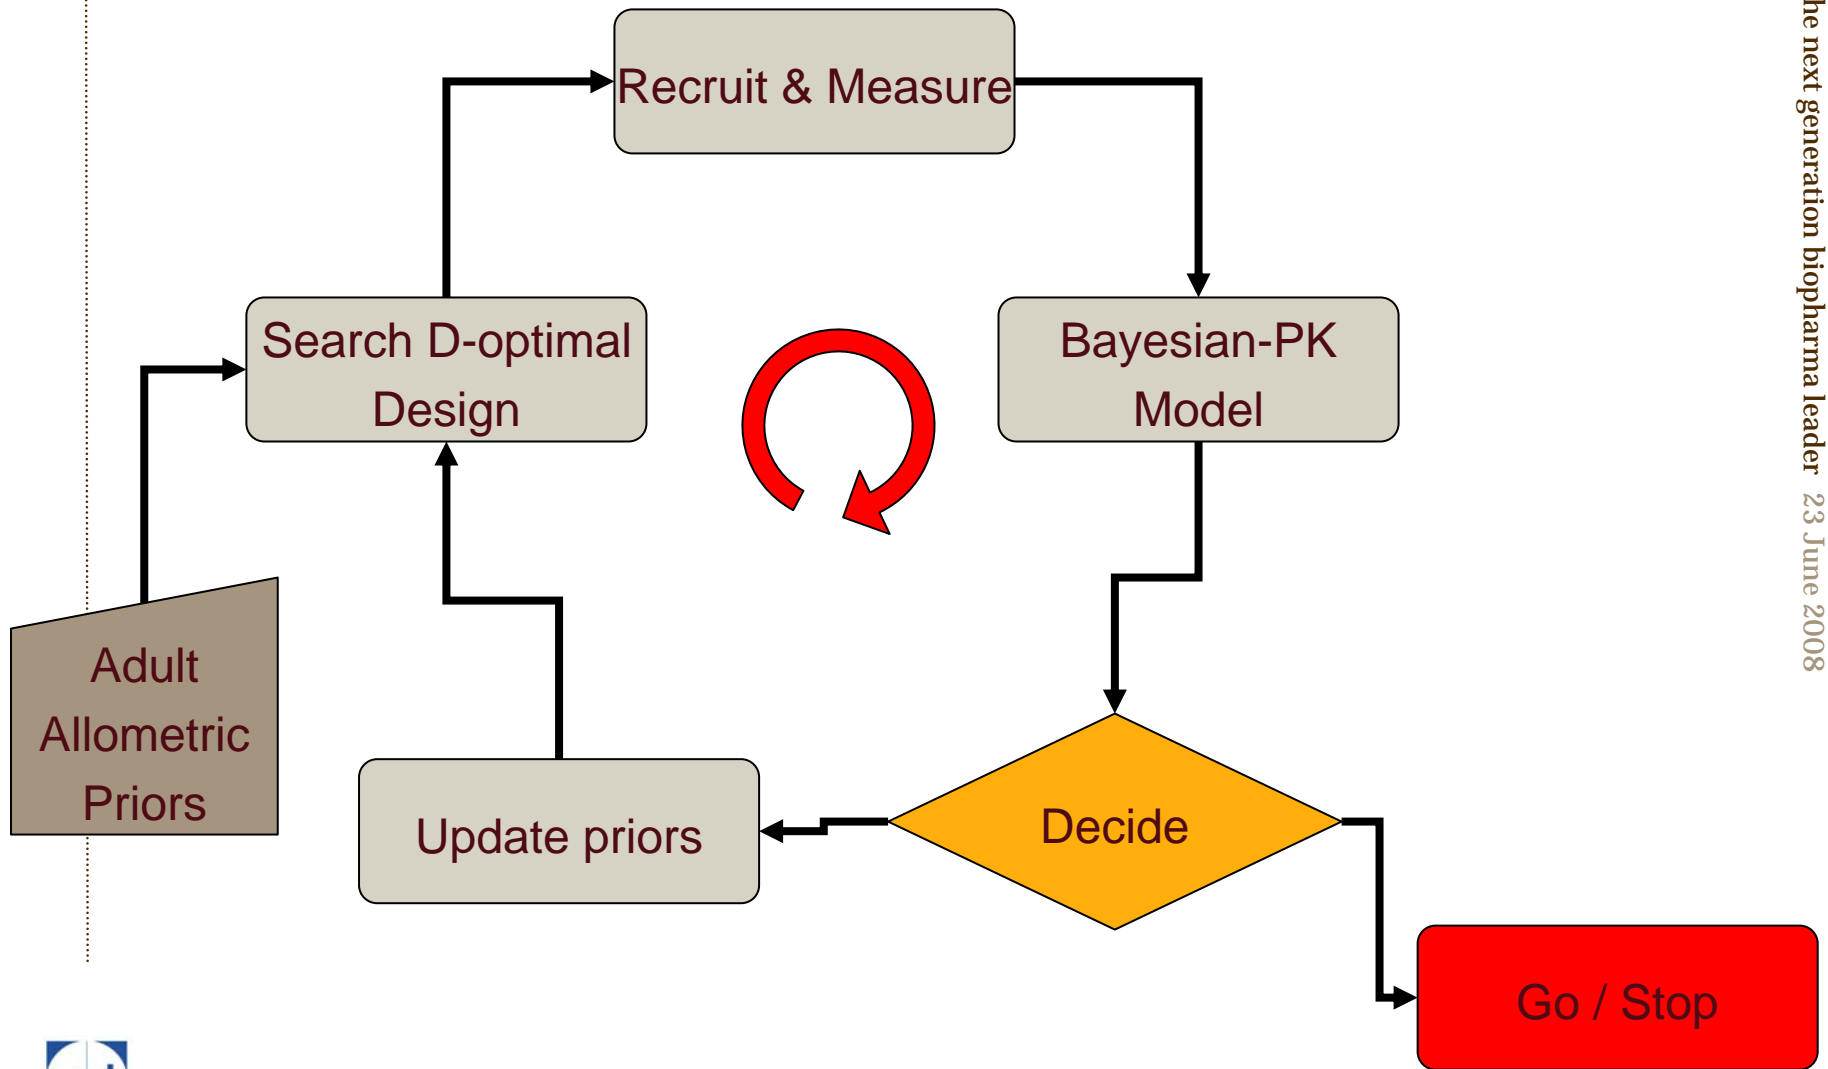 Recruit & Measure
Search D-optimal
Design
Bayesian-PK
Model
Adult
Allometric
Priors
Update priors
Decide
Go / Stop
next generation biopharma leader 23 June 2008